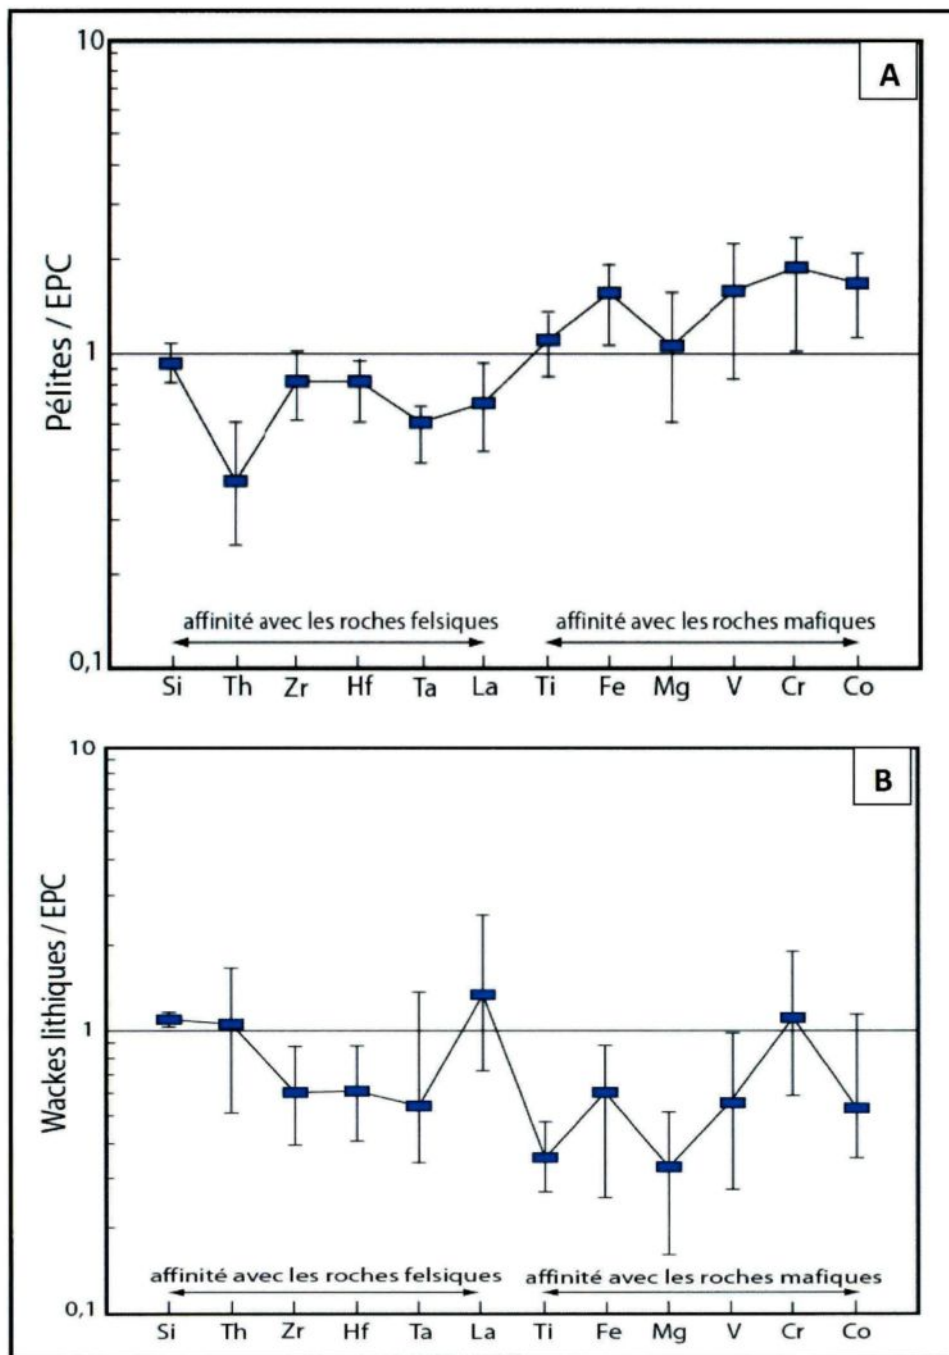 10
A
Pélites / EPC
1
affinité avec les roches felsiques
affinité avec les roches mafiques
0,1
Si Th Zr Hf Ta La Ti Fe Mg V Cr Co
10
B
Wackes lithiques / EPC
1
affinité avec les roches felsiques
affinité avec les roches mafiques
0,1
Si Th Zr Hf Ta La Ti Fe Mg V Cr Co